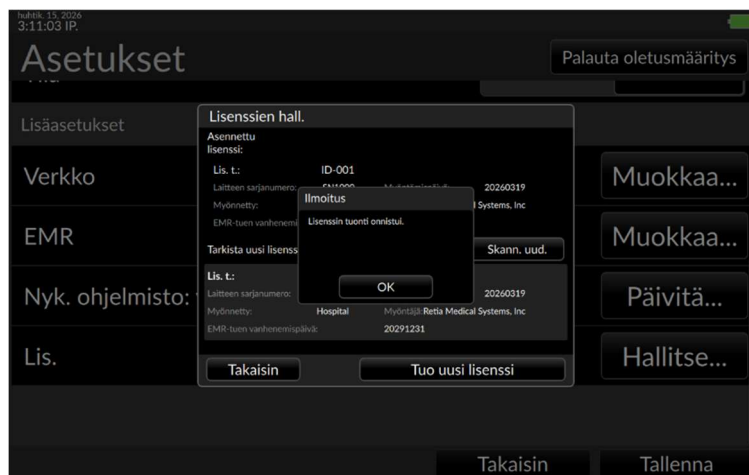 huhtik. 15, 2026
3:11:03 IP.
Asetukset
Palauta oletusmääritys
Lisäasetukset
Verkko
Muokkaa...
EMR
Muokkaa...
Nyk. ohjelmisto:
Päivitä...
Lis.
Hallitse...
Lisenssien hall.
Asennettu
lisenssi:
Lis. t.: ID-001
Laitteen sarjanumero: 20260319
Myönnetty: l Systems, Inc
EMR-tuen vanhenemi
Tarkista uusi lisenss
Skann. uud.
Ilmoitus
Lisenssin tuonti onnistui.
OK
Lis. t.:
Laitteen sarjanumero: 20260319
Myönnetty: Hospital Myöntäjä: Retia Medical Systems, Inc
EMR-tuen vanhenemispäivä: 20291231
Takaisin
Tuo uusi lisenssi
Takaisin
Tallenna